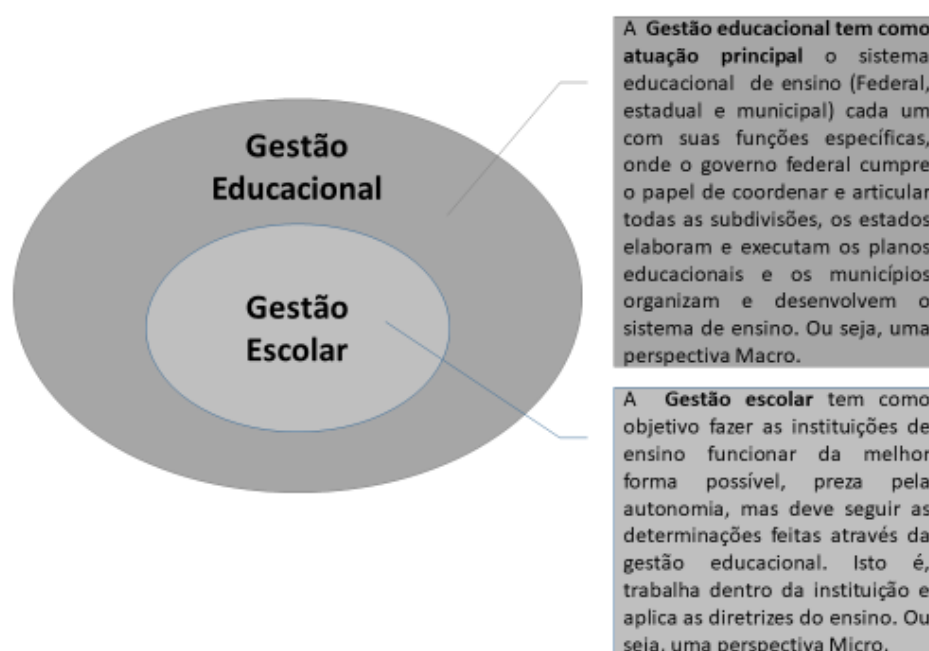 Gestão
Educacional
Gestão
Escolar
A Gestão educacional tem como
atuação principal o sistema
educacional de ensino (Federal,
estadual e municipal) cada um
com suas funções específicas,
onde o governo federal cumpre
o papel de coordenar e articular
todas as subdivisões, os estados
elaboram e executam os planos
educacionais e os municípios
organizam e desenvolvem o
sistema de ensino. Ou seja, uma
perspectiva Macro.
A Gestão escolar tem como
objetivo fazer as instituições de
ensino funcionar da melhor
forma possível, preza pela
autonomia, mas deve seguir as
determinações feitas através da
gestão educacional. Isto é,
trabalha dentro da instituição e
aplica as diretrizes do ensino. Ou
seja, uma perspectiva Micro.